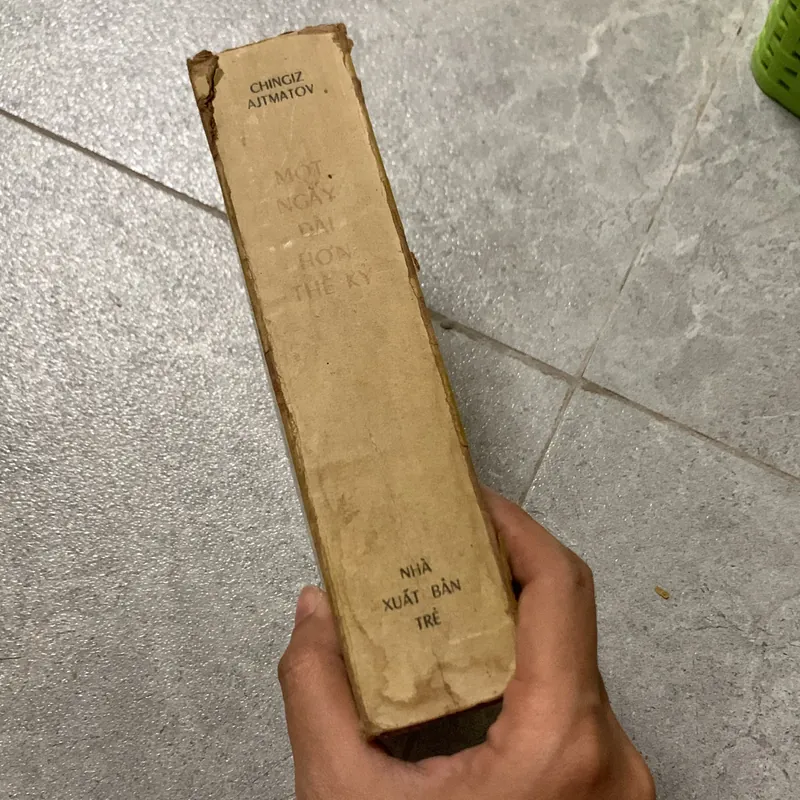 CHINGIZ
AJTMATOV
MỘT
NGÀY
DÀI
HƠN
THẾ KỶ
NHÀ
XUẤT BẢN
TRẺ